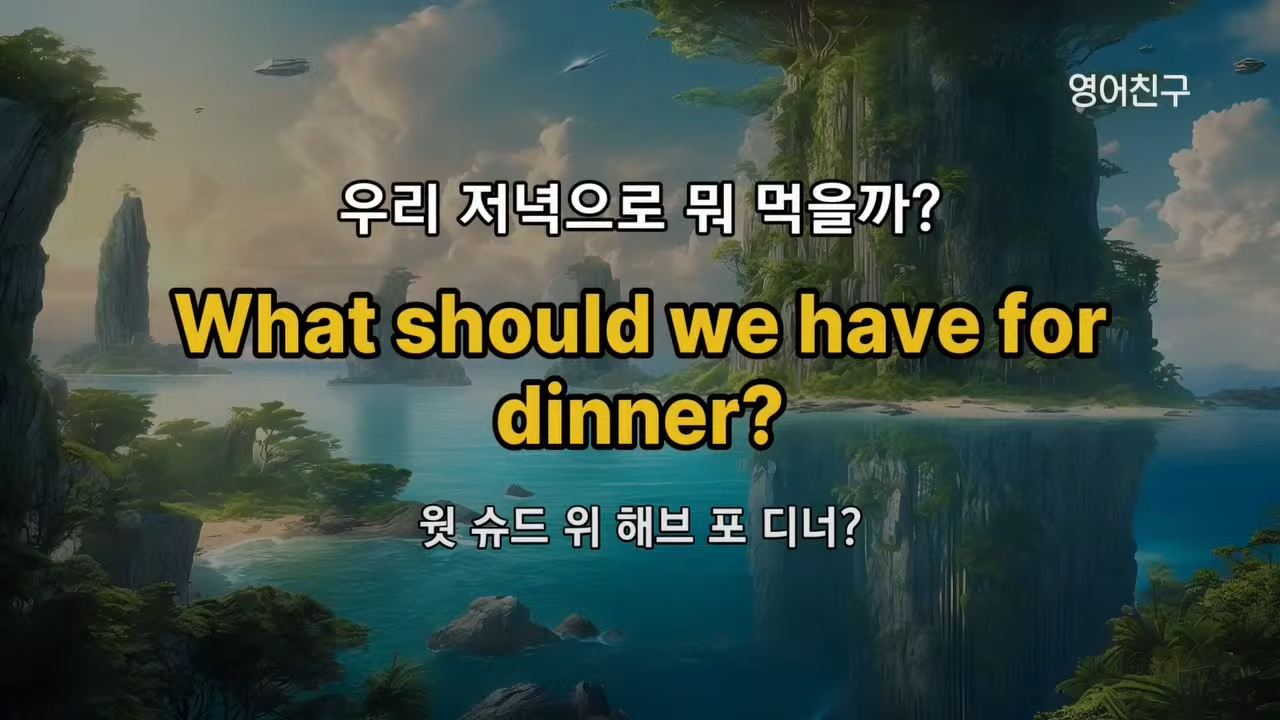 영어친구
우리 저녁으로 뭐 먹을까?
What should we have for
dinner?
웟 슈드 위 해브 포 디너?